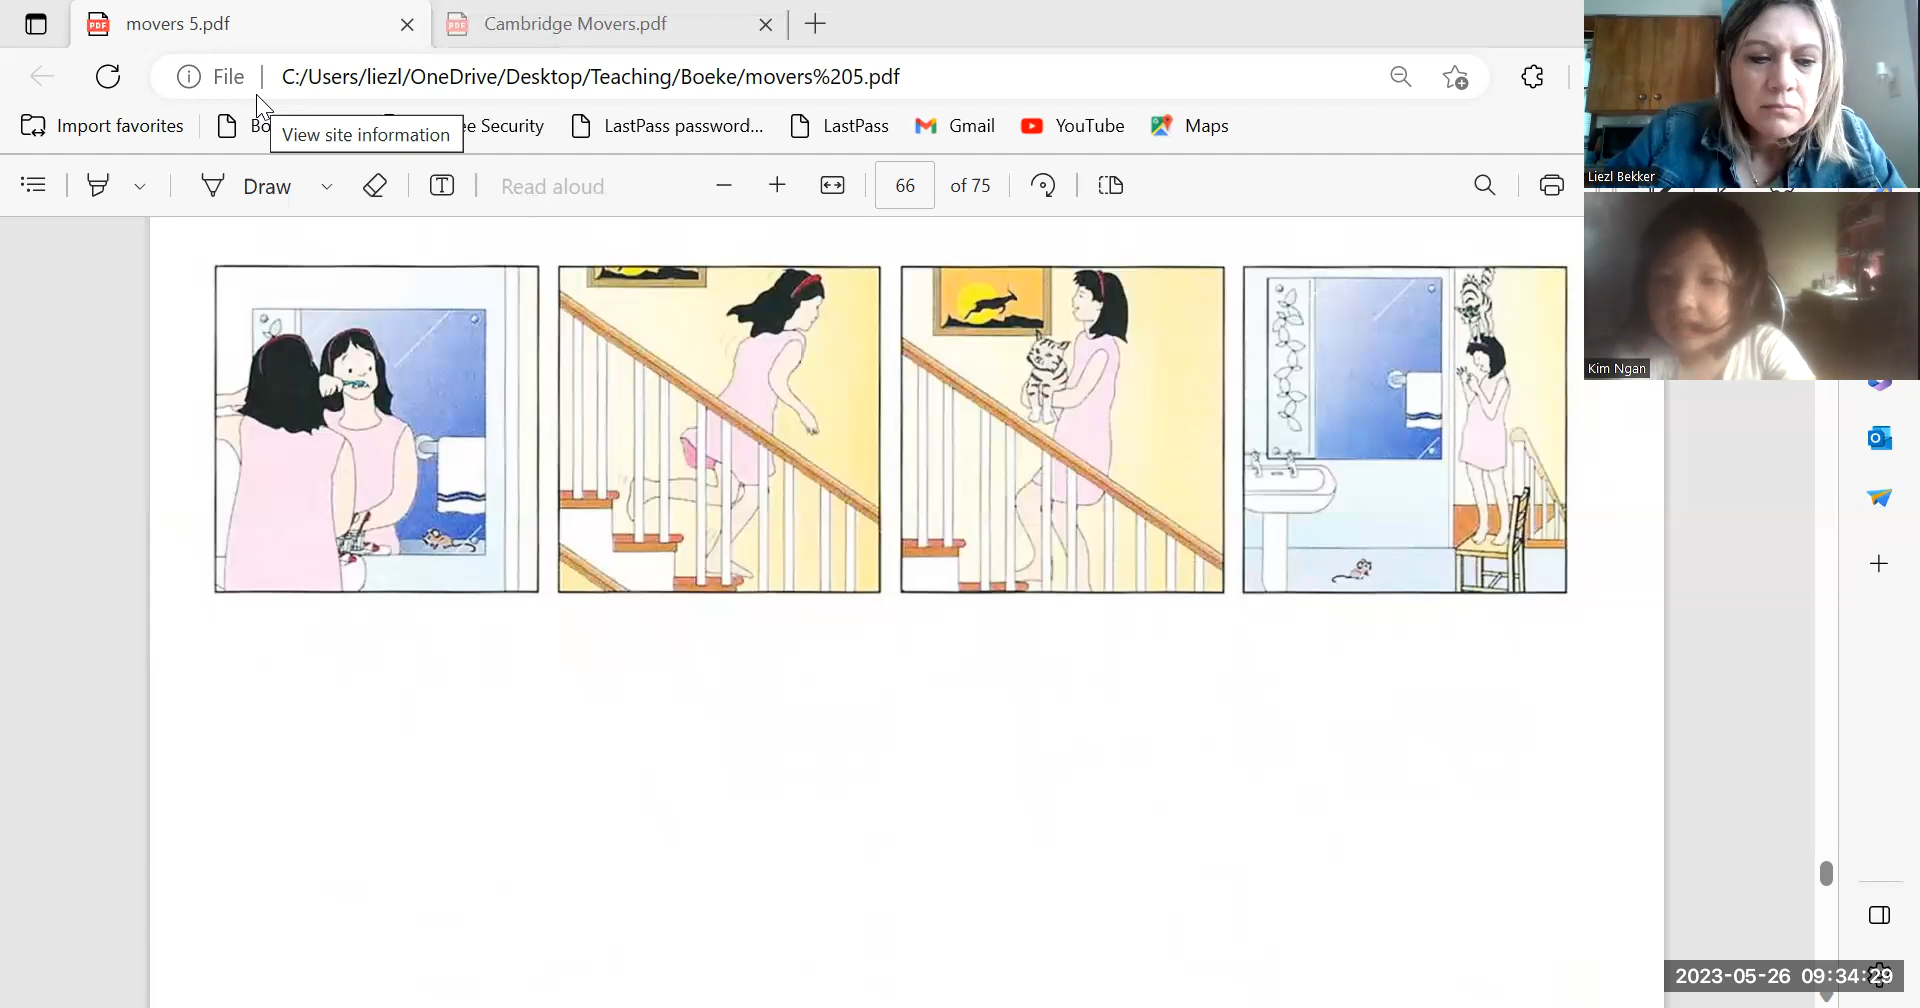 movers 5.pdf
Cambridge Movers.pdf
File
C:/Users/liezl/OneDrive/Desktop/Teaching/Boeke/movers%205.pdf
Import favorites
View site information
Security
LastPass password...
LastPass
Gmail
YouTube
Maps
Draw
Read aloud
66
of 75
Liezl Bekker
Kim Ngan
2023-05-26 09:34:29